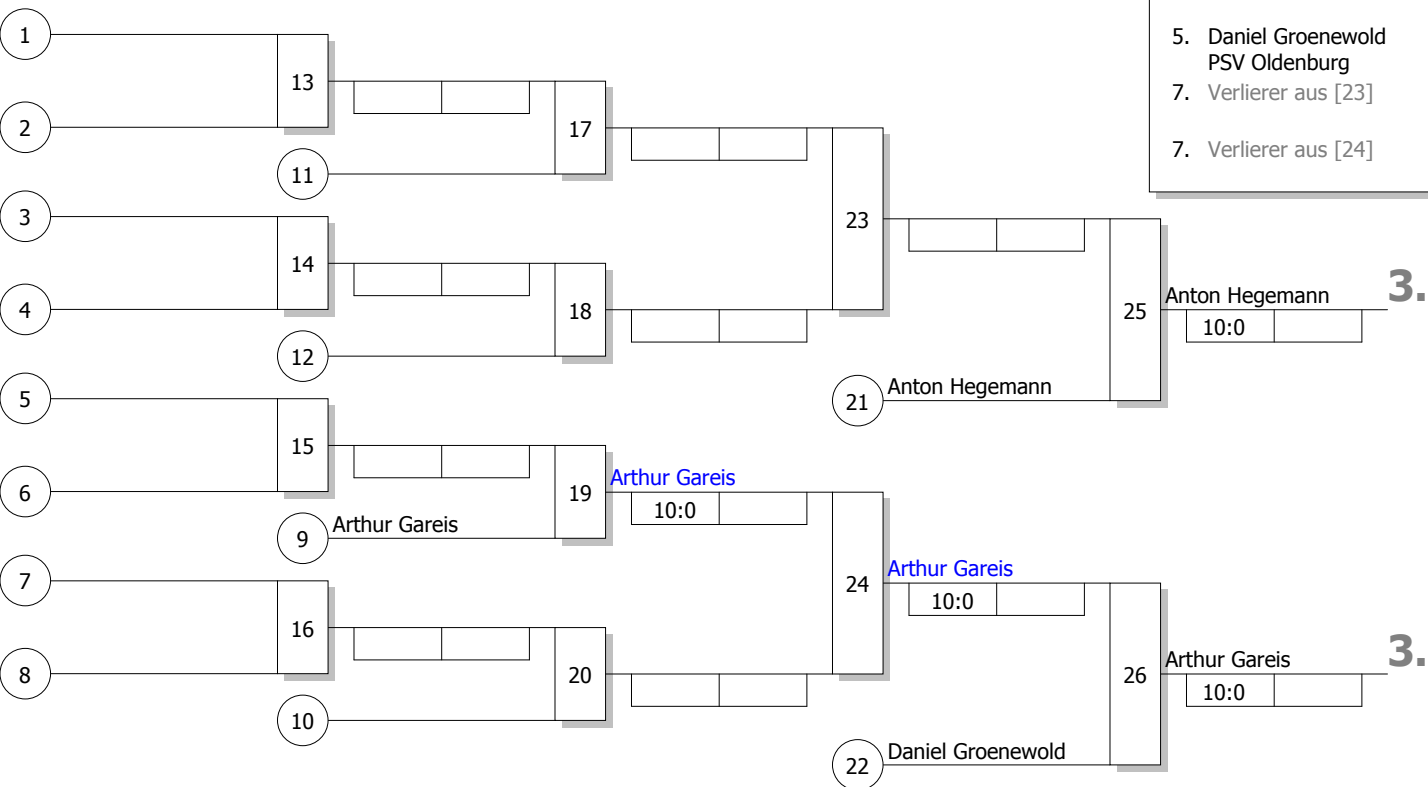 1
2
3
4
5
6
7
8
13
14
15
16
11
12
9 Arthur Gareis
10
17
18
19
20
Arthur Gareis
10:0
23
24
21 Anton Hegemann
Arthur Gareis
10:0
22 Daniel Groenewold
25
26
Anton Hegemann 3.
10:0
Arthur Gareis 3.
10:0
5. Daniel Groenewold
PSV Oldenburg
7. Verlierer aus [23]
7. Verlierer aus [24]